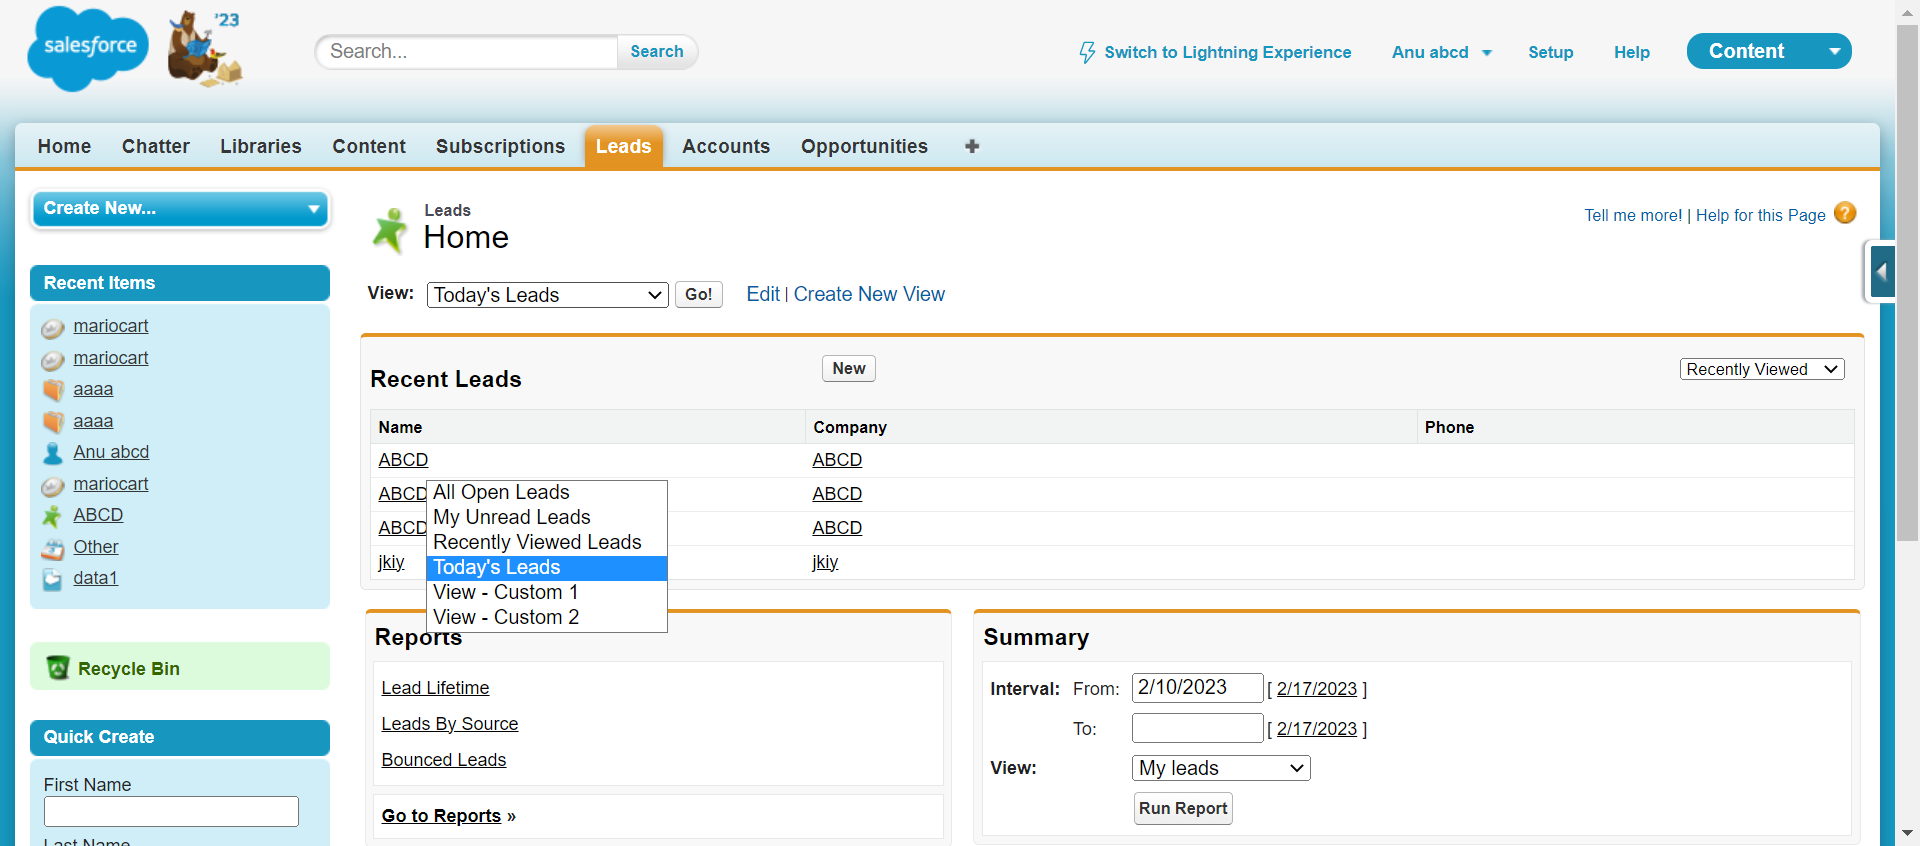 salesforce
'23
Search...
Search
Switch to Lightning Experience
Anu abcd
Setup
Help
Content
Home
Chatter
Libraries
Content
Subscriptions
Leads
Accounts
Opportunities
+
Create New...
Leads
Home
Tell me more! | Help for this Page ?
View: Today's Leads Go! Edit | Create New View
Recent Items
mariocart
mariocart
aaaa
aaaa
Anu abcd
mariocart
ABCD
Other
data1
Recycle Bin
Quick Create
First Name
Last Name
Recent Leads
New
Recently Viewed
Name Company Phone
ABCD ABCD
ABCD ABCD
ABCD ABCD
jkiy jkiy
All Open Leads
My Unread Leads
Recently Viewed Leads
Today's Leads
View - Custom 1
View - Custom 2
Reports
Lead Lifetime
Leads By Source
Bounced Leads
Go to Reports »
Summary
Interval: From: 2/10/2023 [ 2/17/2023 ]
To: [ 2/17/2023 ]
View: My leads
Run Report